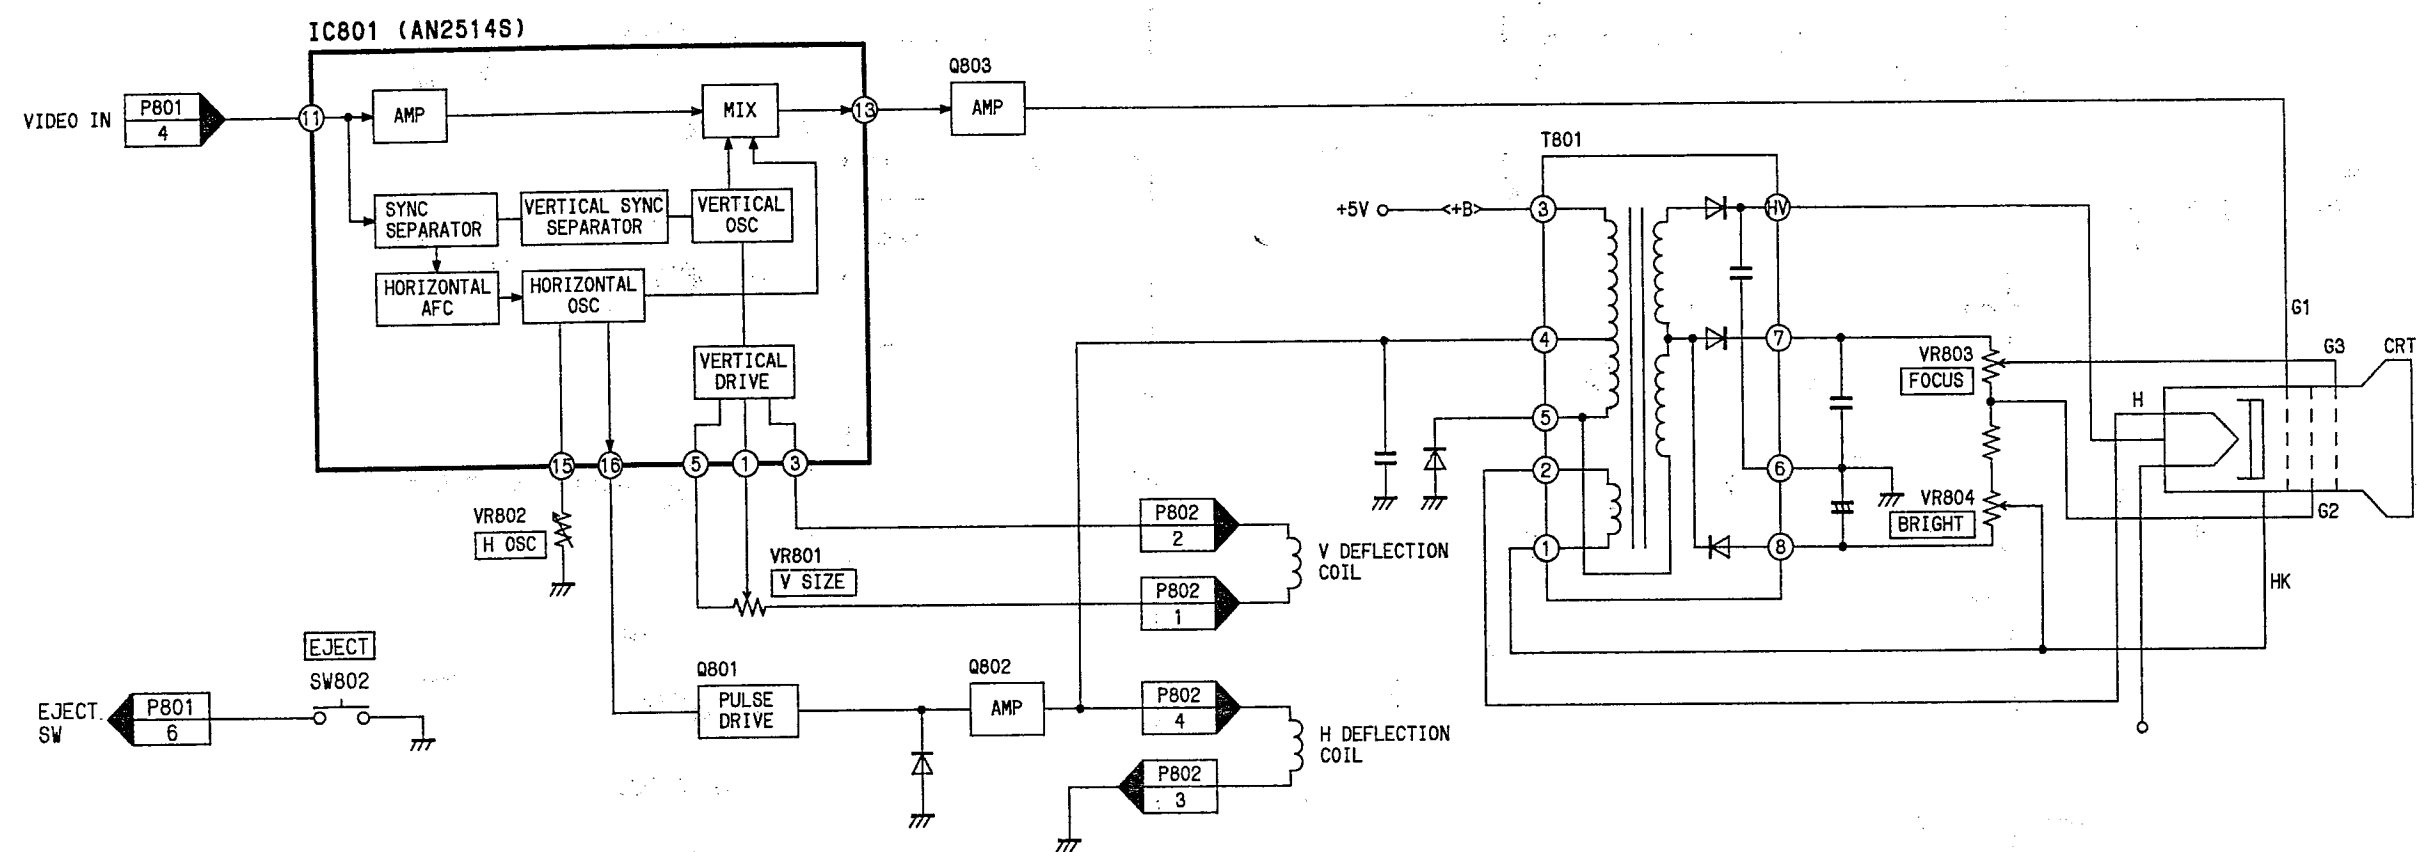 IC801 (AN2514S)
VIDEO IN
P801
4
11
AMP
MIX
13
Q803
AMP
SYNC
SEPARATOR
VERTICAL SYNC
SEPARATOR
VERTICAL
OSC
HORIZONTAL
AFC
HORIZONTAL
OSC
VERTICAL
DRIVE
15
16
5
1
3
VR802
H OSC
VR801
V SIZE
P802
2
P802
1
V DEFLECTION
COIL
EJECT
SW802
EJECT
SW
P801
6
Q801
PULSE
DRIVE
Q802
AMP
P802
4
P802
3
H DEFLECTION
COIL
T801
+5V
<+B>
3
4
5
2
1
HV
7
6
8
VR803
FOCUS
VR804
BRIGHT
G1
G3
CRT
H
G2
HK